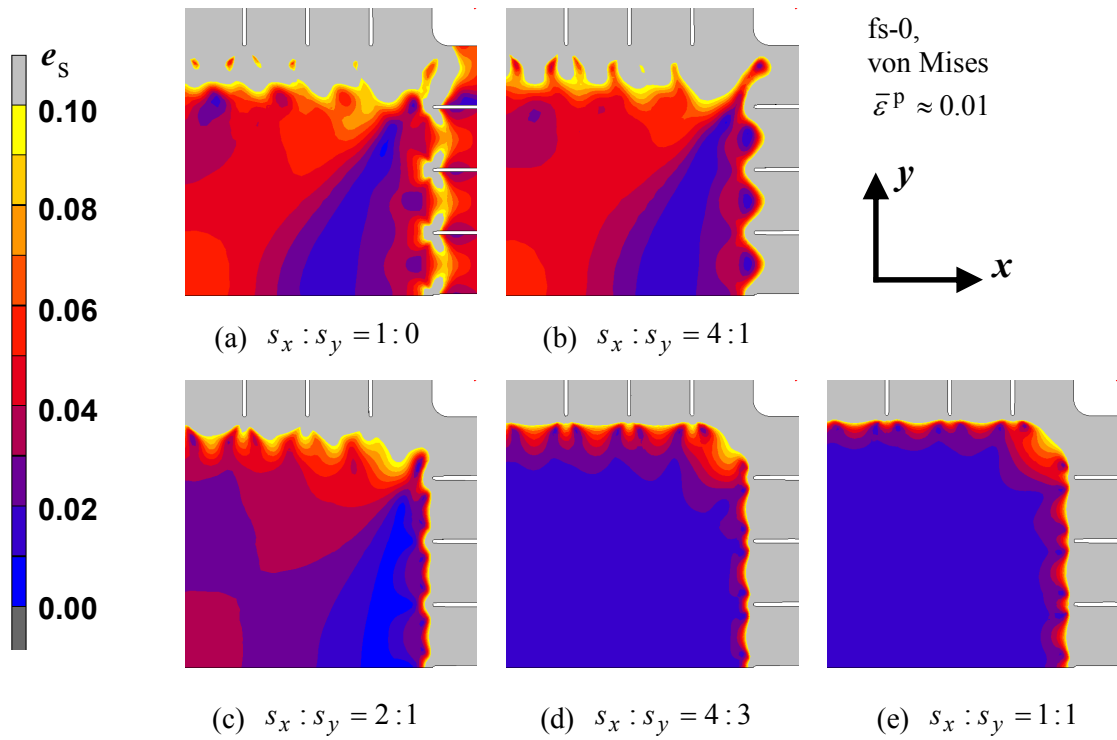 e_S
0.10
0.08
0.06
0.04
0.02
0.00
fs-0,
von Mises
ε̅ᵖ ≈ 0.01
y
x
(a) s_x : s_y = 1 : 0
(b) s_x : s_y = 4 : 1
(c) s_x : s_y = 2 : 1
(d) s_x : s_y = 4 : 3
(e) s_x : s_y = 1 : 1